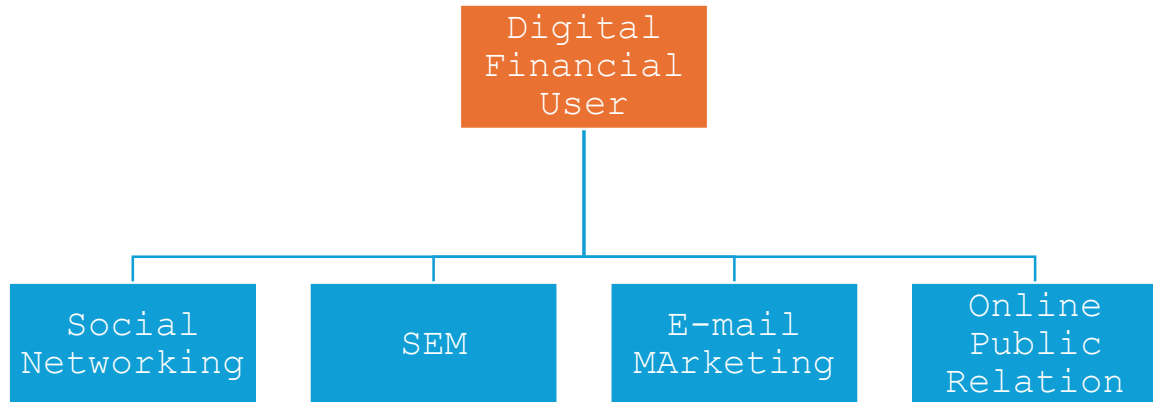 Digital
Financial
User
Social
Networking
SEM
E-mail
MArketing
Online
Public
Relation